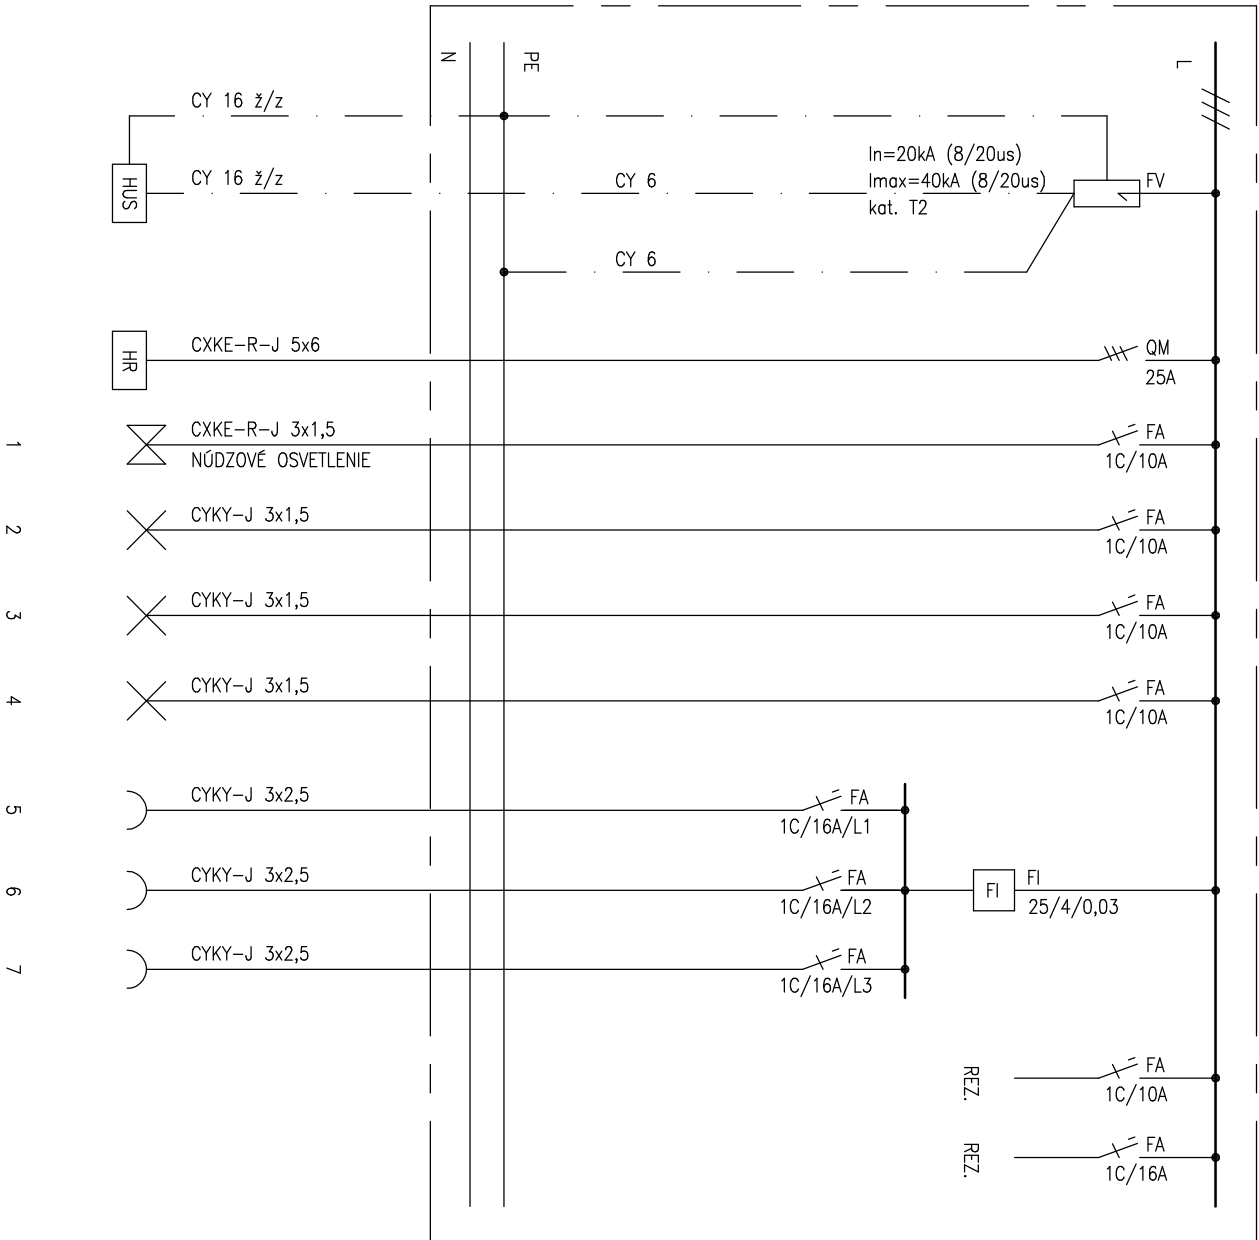 N
PE
L
CY 16 ž/z
In=20kA (8/20us)
Imax=40kA (8/20us)
kat. T2
HUS
CY 16 ž/z
CY 6
FV
CY 6
HR
CXKE-R-J 5x6
QM
25A
1
CXKE-R-J 3x1,5
NÚDZOVÉ OSVETLENIE
FA
1C/10A
2
CYKY-J 3x1,5
FA
1C/10A
3
CYKY-J 3x1,5
FA
1C/10A
4
CYKY-J 3x1,5
FA
1C/10A
5
CYKY-J 3x2,5
FA
1C/16A/L1
6
CYKY-J 3x2,5
FA
1C/16A/L2
FI
FI
25/4/0,03
7
CYKY-J 3x2,5
FA
1C/16A/L3
REZ.
FA
1C/10A
REZ.
FA
1C/16A